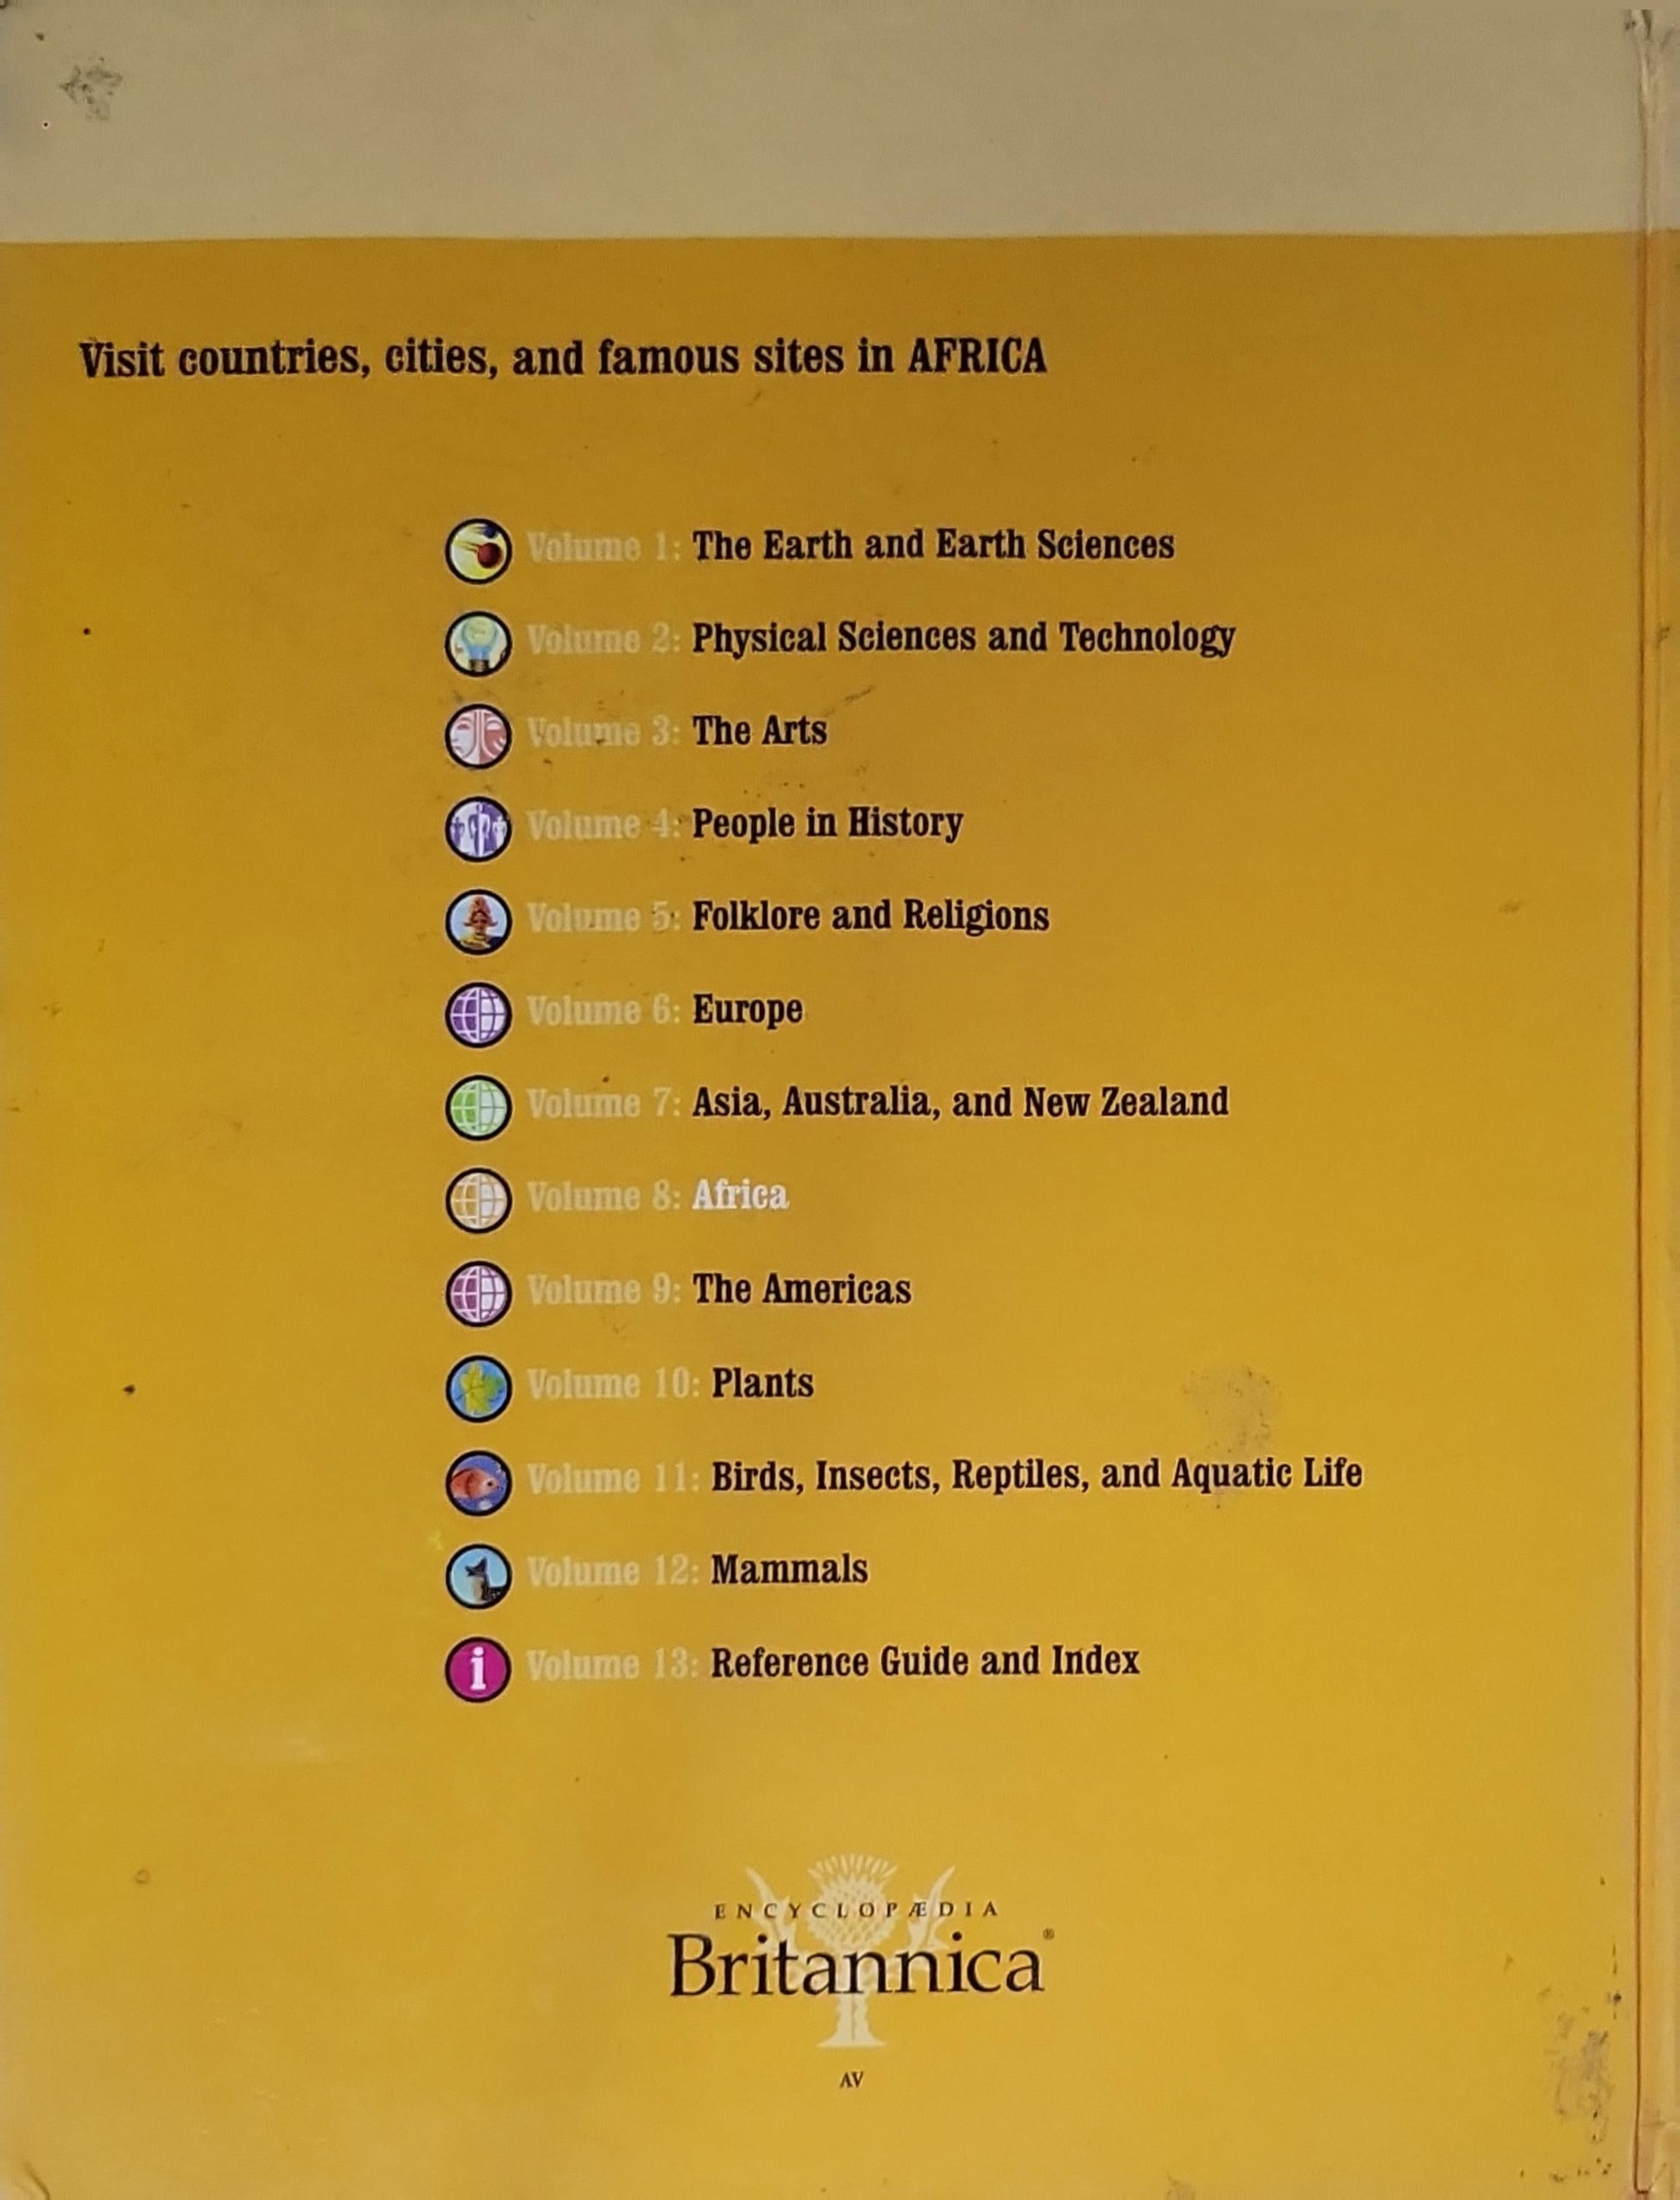 Visit countries, cities, and famous sites in AFRICA
Volume 1: The Earth and Earth Sciences
Volume 2: Physical Sciences and Technology
Volume 3: The Arts
Volume 4: People in History
Volume 5: Folklore and Religions
Volume 6: Europe
Volume 7: Asia, Australia, and New Zealand
Volume 8: Africa
Volume 9: The Americas
Volume 10: Plants
Volume 11: Birds, Insects, Reptiles, and Aquatic Life
Volume 12: Mammals
i Volume 13: Reference Guide and Index
ENCYCLOPÆDIA
Britannica®
AV